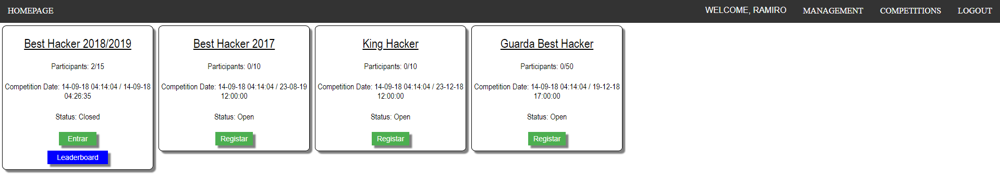 HOMEPAGE
WELCOME, RAMIRO
MANAGEMENT
COMPETITIONS
LOGOUT
Best Hacker 2018/2019
Participants: 2/15
Competition Date: 14-09-18 04:14:04 / 14-09-18
04:26:35
Status: Closed
Entrar
Leaderboard
Best Hacker 2017
Participants: 0/10
Competition Date: 14-09-18 04:14:04 / 23-08-19
12:00:00
Status: Open
Registar
King Hacker
Participants: 0/10
Competition Date: 14-09-18 04:14:04 / 23-12-18
12:00:00
Status: Open
Registar
Guarda Best Hacker
Participants: 0/50
Competition Date: 14-09-18 04:14:04 / 19-12-18
17:00:00
Status: Open
Registar